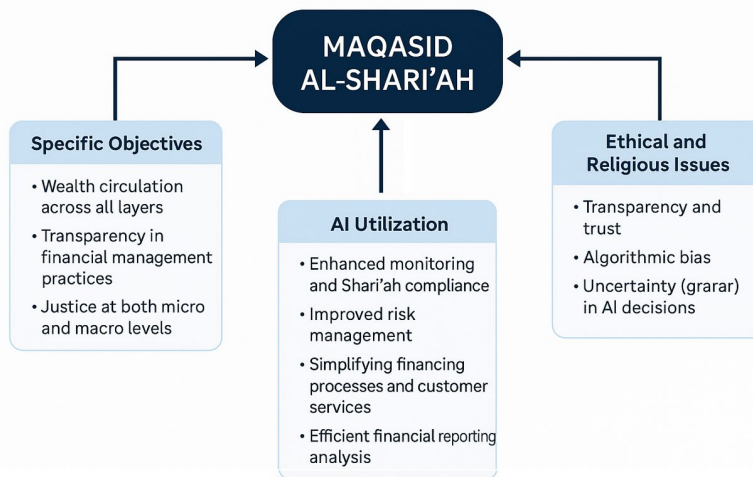 MAQASID
AL-SHARI'AH
Specific Objectives
• Wealth circulation
across all layers
• Transparency in
financial management
practices
• Justice at both micro
and macro levels
AI Utilization
• Enhanced monitoring
and Shari'ah compliance
• Improved risk
management
• Simplifying financing
processes and customer
services
• Efficient financial reporting
analysis
Ethical and
Religious Issues
• Transparency and
trust
• Algorithmic bias
• Uncertainty (grarar)
in AI decisions